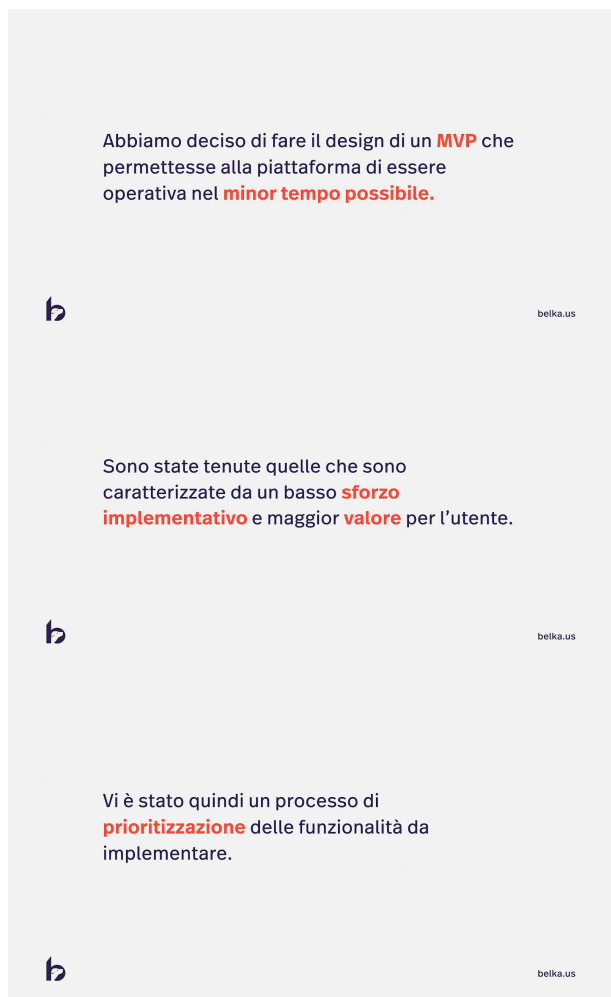 Abbiamo deciso di fare il design di un MVP che
permettesse alla piattaforma di essere
operativa nel minor tempo possibile.
belka.us
Sono state tenute quelle che sono
caratterizzate da un basso sforzo
implementativo e maggior valore per l’utente.
belka.us
Vi è stato quindi un processo di
prioritizzazione delle funzionalità da
implementare.
belka.us